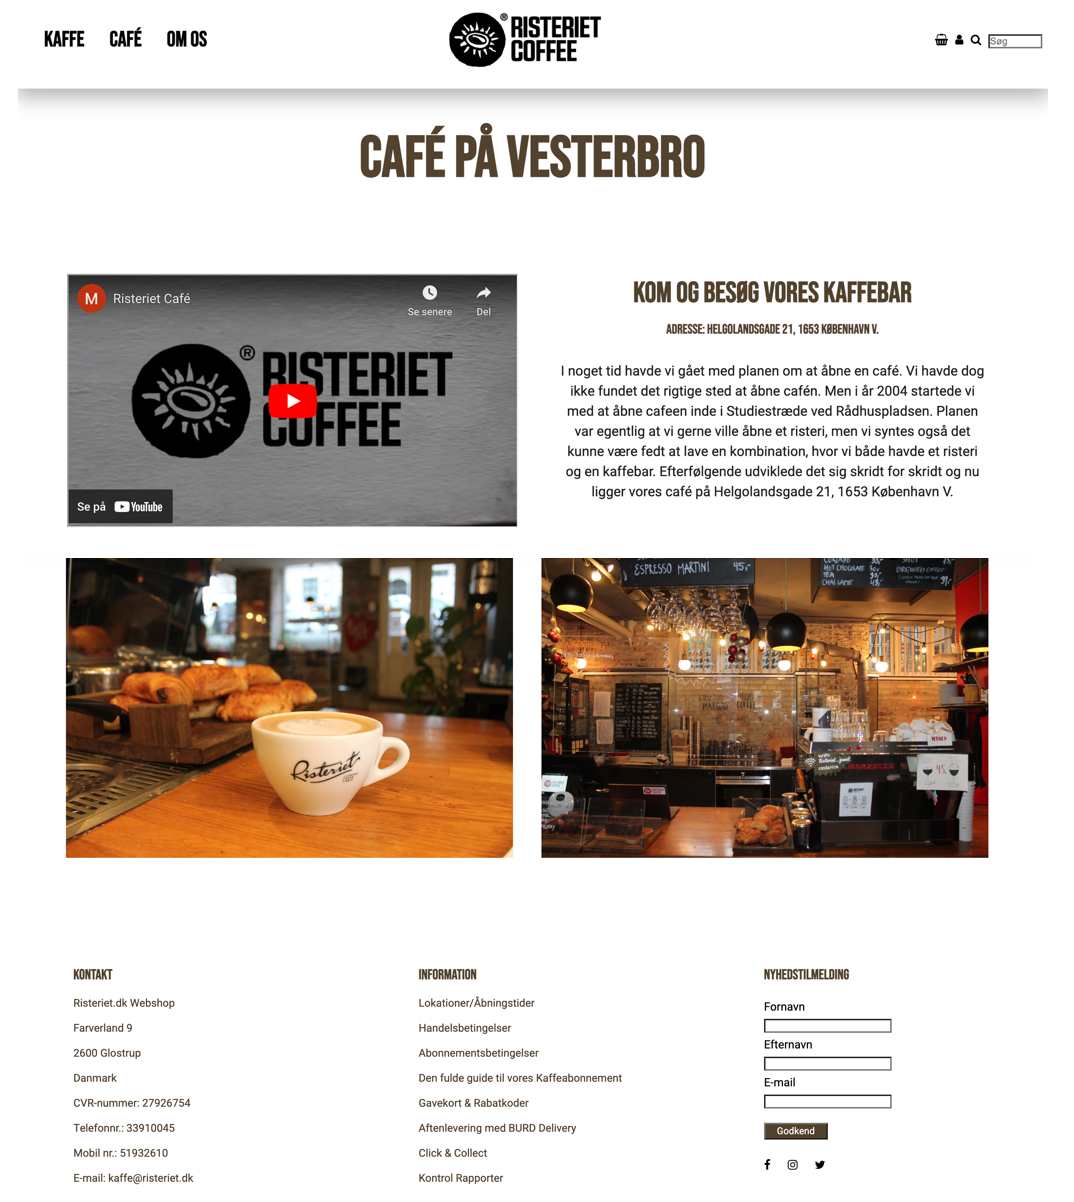 KAFFE CAFÉ OM OS
RISTERIET
COFFEE
®
Søg
CAFÉ PÅ VESTERBRO
M Risteriet Café
Se senere Del
RISTERIET
COFFEE
®
Se på YouTube
KOM OG BESØG VORES KAFFEBAR
ADRESSE: HELGOLANDSGADE 21, 1653 KØBENHAVN V.
I noget tid havde vi gået med planen om at åbne en café. Vi havde dog
ikke fundet det rigtige sted at åbne cafén. Men i år 2004 startede vi
med at åbne cafeen inde i Studiestræde ved Rådhuspladsen. Planen
var egentlig at vi gerne ville åbne et risteri, men vi syntes også det
kunne være fedt at lave en kombination, hvor vi både havde et risteri
og en kaffebar. Efterfølgende udviklede det sig skridt for skridt og nu
ligger vores café på Helgolandsgade 21, 1653 København V.
Risteriet
ESPRESSO MARTINI 45,-
HOT CHOCOLATE
TEA
CHAI LATTE
KONTAKT
Risteriet.dk Webshop
Farverland 9
2600 Glostrup
Danmark
CVR-nummer: 27926754
Telefonnr.: 33910045
Mobil nr.: 51932610
E-mail: kaffe@risteriet.dk
INFORMATION
Lokationer/Åbningstider
Handelsbetingelser
Abonnementsbetingelser
Den fulde guide til vores Kaffeabonnement
Gavekort & Rabatkoder
Aftenlevering med BURD Delivery
Click & Collect
Kontrol Rapporter
NYHEDSTILMELDING
Fornavn
Efternavn
E-mail
Godkend